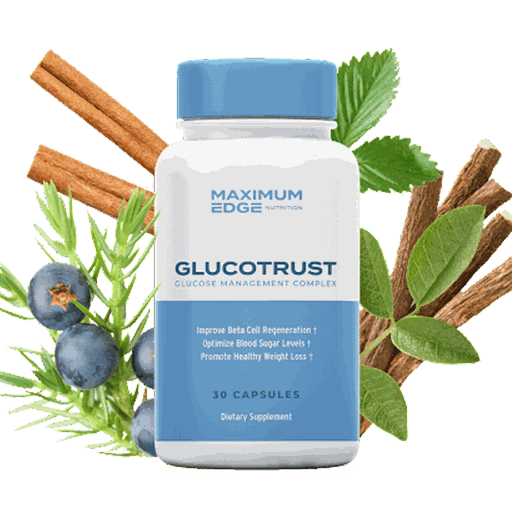 MAXIMUM
EDGE NUTRITION
GLUCOTRUST
GLUCOSE MANAGEMENT COMPLEX
Improve Beta Cell Regeneration †
Optimize Blood Sugar Levels †
Promote Healthy Weight Loss †
30 CAPSULES
Dietary Supplement